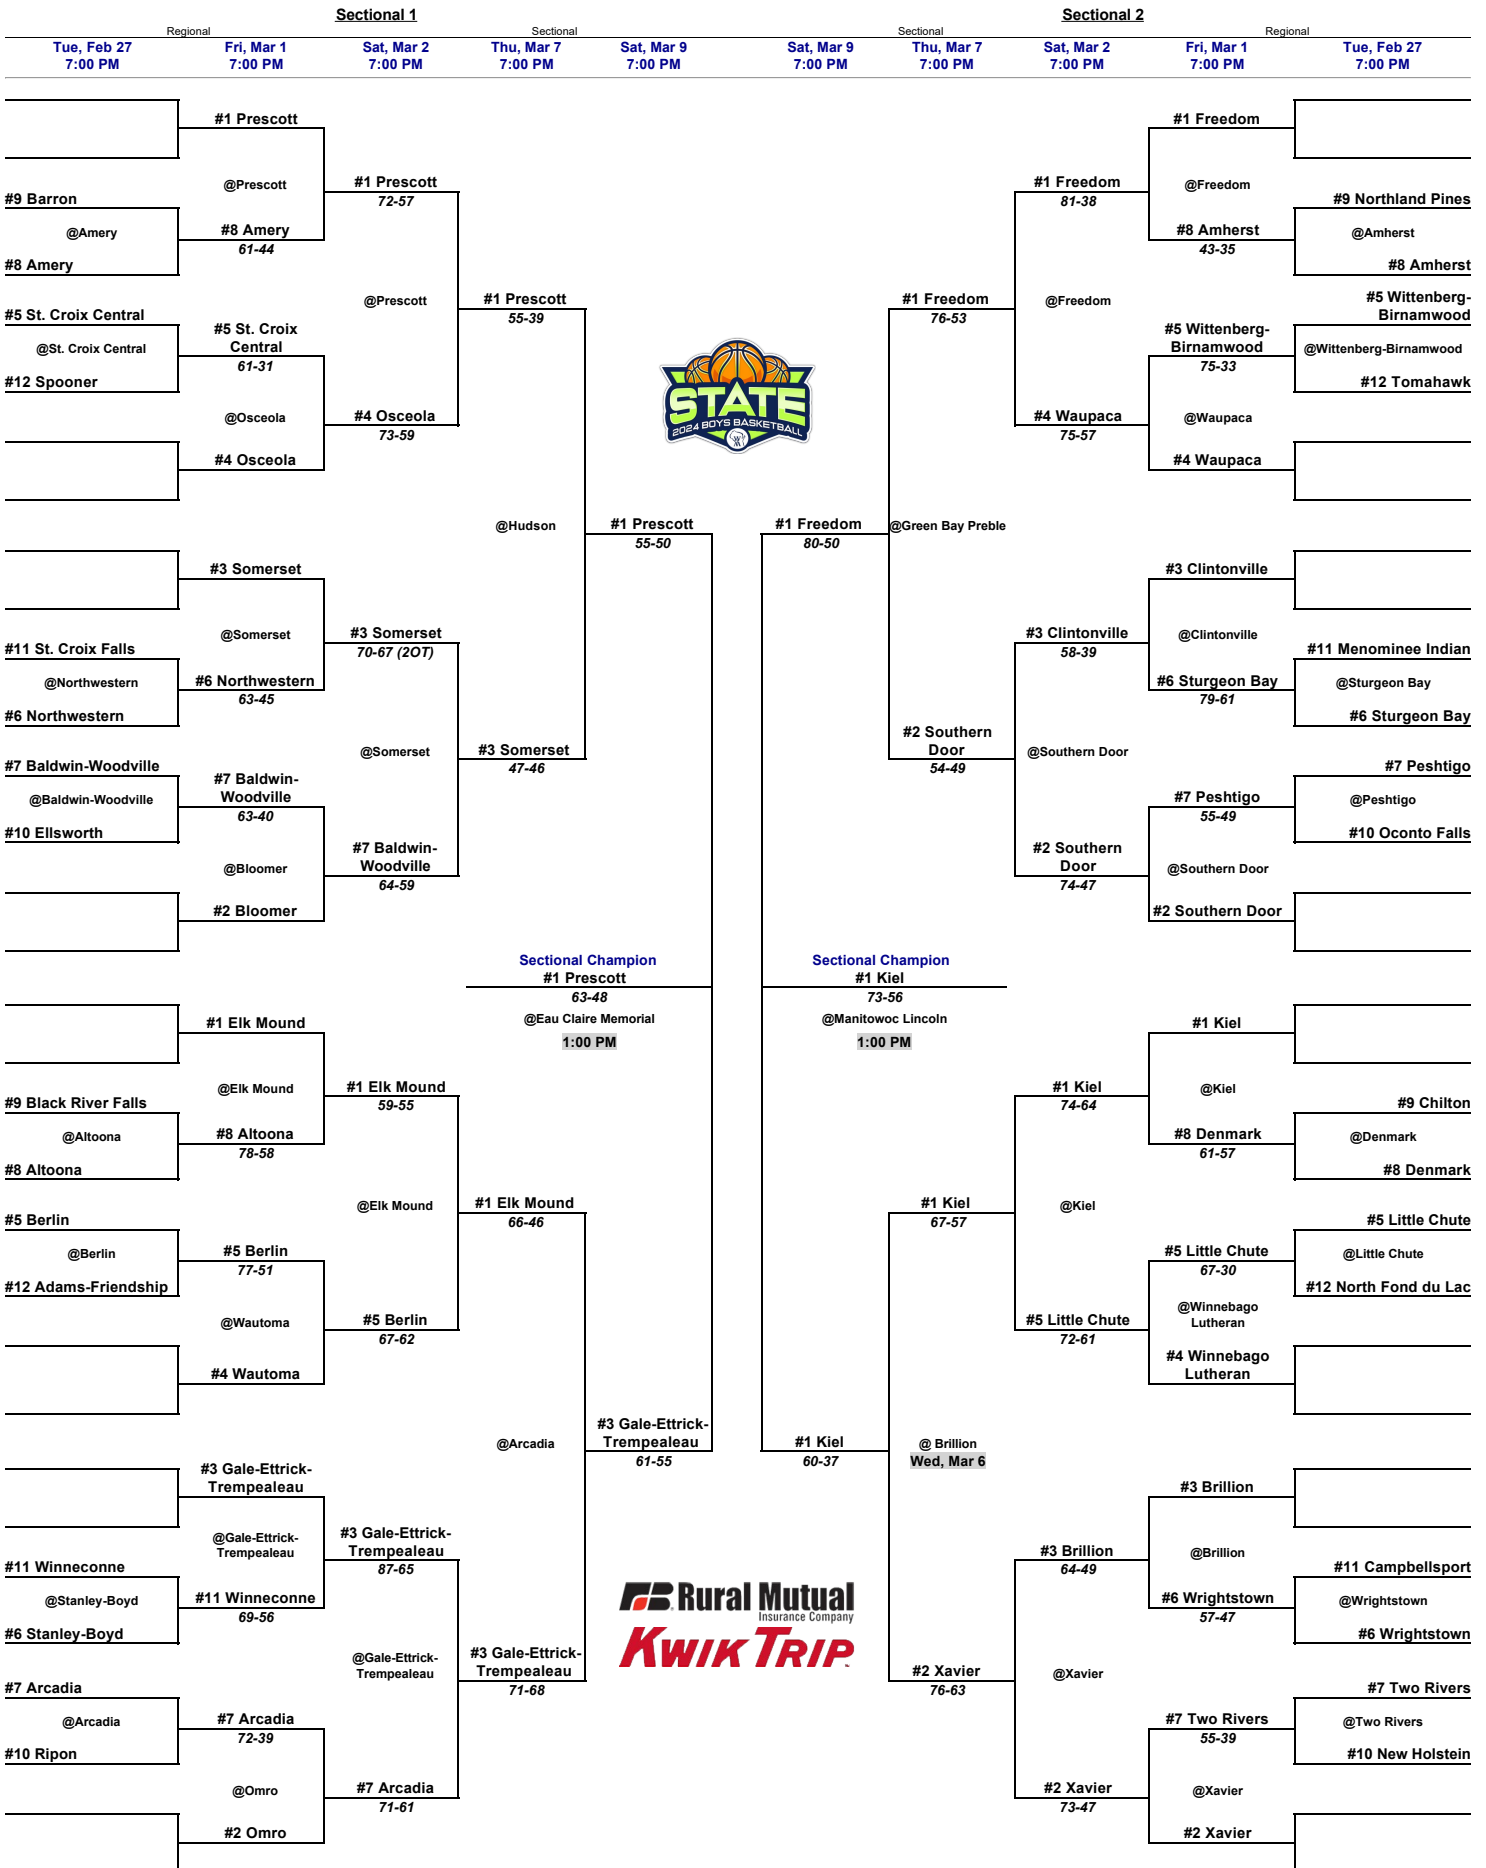 Sectional 1
Sectional 2
Regional
Sectional
Sectional
Regional
Tue, Feb 27
7:00 PM
Fri, Mar 1
7:00 PM
Sat, Mar 2
7:00 PM
Thu, Mar 7
7:00 PM
Sat, Mar 9
7:00 PM
Sat, Mar 9
7:00 PM
Thu, Mar 7
7:00 PM
Sat, Mar 2
7:00 PM
Fri, Mar 1
7:00 PM
Tue, Feb 27
7:00 PM
#9 Barron
@Amery
#8 Amery
#5 St. Croix Central
@St. Croix Central
#12 Spooner
#11 St. Croix Falls
@Northwestern
#6 Northwestern
#7 Baldwin-Woodville
@Baldwin-Woodville
#10 Ellsworth
#9 Black River Falls
@Altoona
#8 Altoona
#5 Berlin
@Berlin
#12 Adams-Friendship
#11 Winneconne
@Stanley-Boyd
#6 Stanley-Boyd
#7 Arcadia
@Arcadia
#10 Ripon
#1 Prescott
@Prescott
#8 Amery
61-44
#5 St. Croix
Central
61-31
@Osceola
#4 Osceola
#3 Somerset
@Somerset
#6 Northwestern
63-45
#7 Baldwin-
Woodville
63-40
@Bloomer
#2 Bloomer
#1 Elk Mound
@Elk Mound
#8 Altoona
78-58
#5 Berlin
77-51
@Wautoma
#4 Wautoma
#3 Gale-Ettrick-
Trempealeau
@Gale-Ettrick-
Trempealeau
#11 Winneconne
69-56
#7 Arcadia
72-39
@Omro
#2 Omro
#1 Prescott
72-57
@Prescott
#4 Osceola
73-59
#3 Somerset
70-67 (2OT)
@Somerset
#7 Baldwin-
Woodville
64-59
#1 Elk Mound
59-55
@Elk Mound
#5 Berlin
67-62
#3 Gale-Ettrick-
Trempealeau
87-65
@Gale-Ettrick-
Trempealeau
#7 Arcadia
71-61
#1 Prescott
55-39
@Hudson
#3 Somerset
47-46
#1 Elk Mound
66-46
@Arcadia
#3 Gale-Ettrick-
Trempealeau
71-68
#1 Prescott
55-50
#3 Gale-Ettrick-
Trempealeau
61-55
Sectional Champion
#1 Prescott
63-48
@Eau Claire Memorial
1:00 PM
STATE
2024 BOYS BASKETBALL
Sectional Champion
#1 Kiel
73-56
@Manitowoc Lincoln
1:00 PM
Rural Mutual
Insurance Company
KWIK TRIP
#1 Freedom
80-50
#1 Kiel
60-37
#1 Freedom
76-53
@Green Bay Preble
#2 Southern
Door
54-49
#1 Kiel
67-57
@ Brillion
Wed, Mar 6
#2 Xavier
76-63
#1 Freedom
81-38
@Freedom
#4 Waupaca
75-57
#3 Clintonville
58-39
@Southern Door
#2 Southern
Door
74-47
#1 Kiel
74-64
@Kiel
#5 Little Chute
72-61
#3 Brillion
64-49
@Xavier
#2 Xavier
73-47
#1 Freedom
@Freedom
#8 Amherst
43-35
#5 Wittenberg-
Birnamwood
75-33
@Waupaca
#4 Waupaca
#3 Clintonville
@Clintonville
#6 Sturgeon Bay
79-61
#7 Peshtigo
55-49
@Southern Door
#2 Southern Door
#1 Kiel
@Kiel
#8 Denmark
61-57
#5 Little Chute
67-30
@Winnebago
Lutheran
#4 Winnebago
Lutheran
#3 Brillion
@Brillion
#6 Wrightstown
57-47
#7 Two Rivers
55-39
@Xavier
#2 Xavier
#9 Northland Pines
@Amherst
#8 Amherst
#5 Wittenberg-
Birnamwood
@Wittenberg-Birnamwood
#12 Tomahawk
#11 Menominee Indian
@Sturgeon Bay
#6 Sturgeon Bay
#7 Peshtigo
@Peshtigo
#10 Oconto Falls
#9 Chilton
@Denmark
#8 Denmark
#5 Little Chute
@Little Chute
#12 North Fond du Lac
#11 Campbellsport
@Wrightstown
#6 Wrightstown
#7 Two Rivers
@Two Rivers
#10 New Holstein